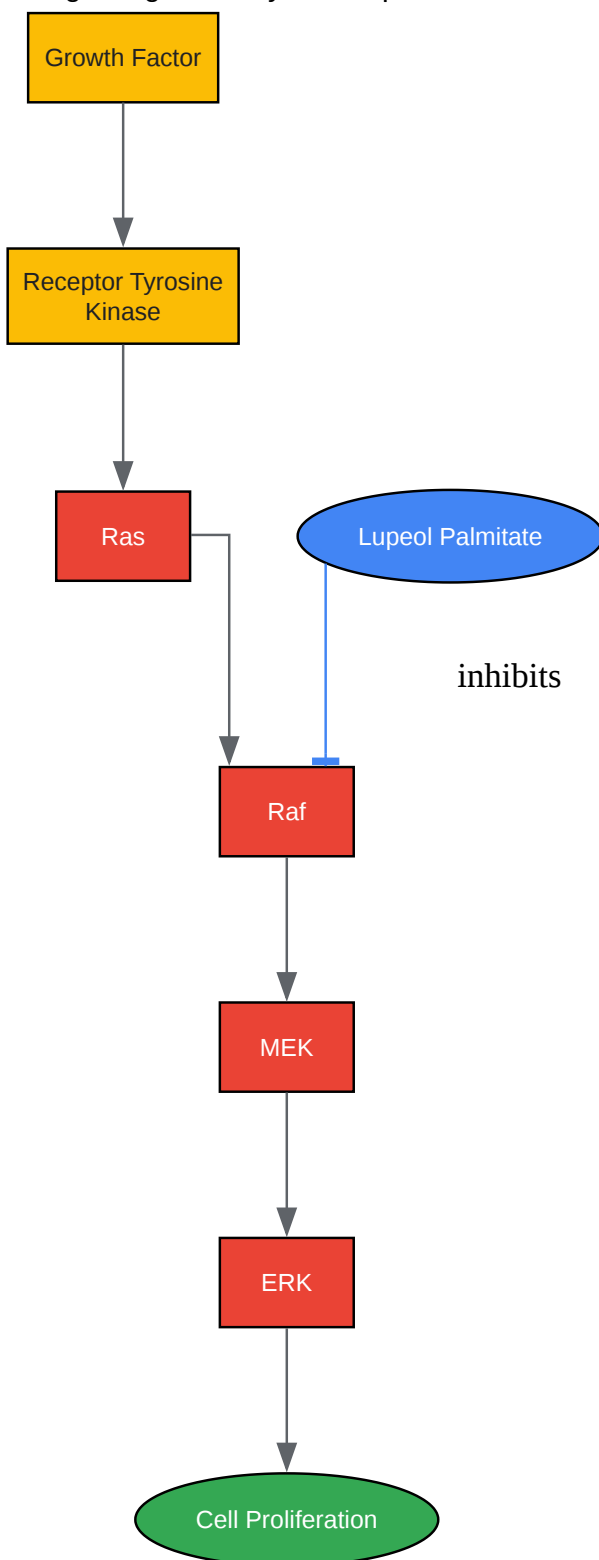 Growth Factor
Receptor Tyrosine
Kinase
Ras
Lupeol Palmitate
inhibits
Raf
MEK
ERK
Cell Proliferation